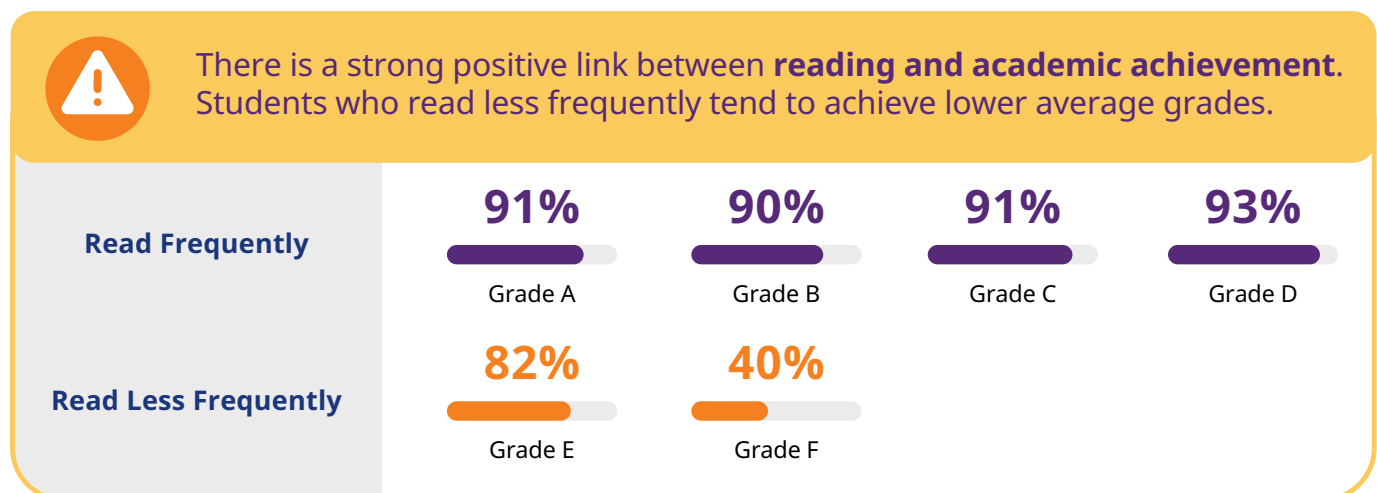 There is a strong positive link between reading and academic achievement.
Students who read less frequently tend to achieve lower average grades.
Read Frequently
91%
90%
91%
93%
Grade A
Grade B
Grade C
Grade D
Read Less Frequently
82%
40%
Grade E
Grade F